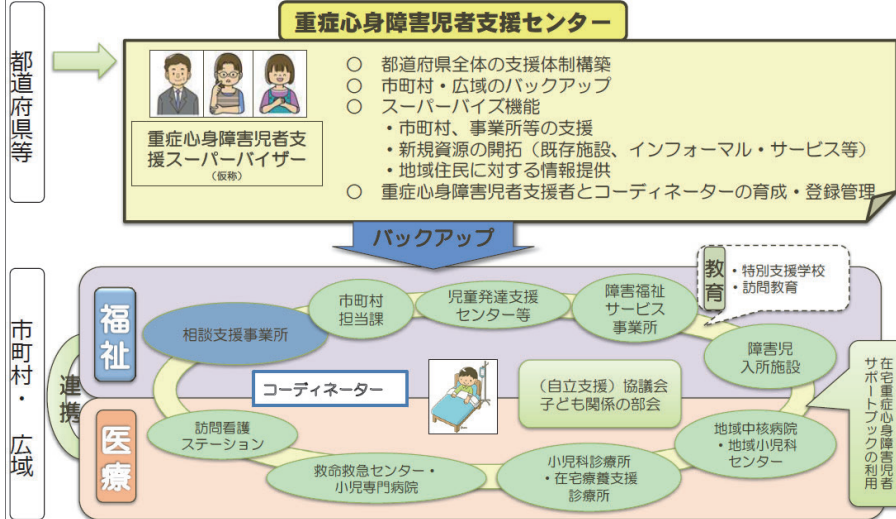 重症心身障害児者支援センター
都道府県等
重症心身障害児者支
援スーパーバイザー
（仮称）
○ 都道府県全体の支援体制構築
○ 市町村・広域のバックアップ
○ スーパーバイズ機能
・市町村、事業所等の支援
・新規資源の開拓（既存施設、インフォーマル・サービス等）
・地域住民に対する情報提供
○ 重症心身障害児者支援者とコーディネーターの育成・登録管理
バックアップ
市町村・広域
連携
福祉
相談支援事業所
市町村
担当課
児童発達支援
センター等
障害福祉
サービス
事業所
教育
・特別支援学校
・訪問教育
障害児
入所施設
コーディネーター
（自立支援）協議会
子ども関係の部会
在宅重症心身障害児者
サポートブックの利用
医療
訪問看護
ステーション
救命救急センター・
小児専門病院
小児科診療所
・在宅療養支援
診療所
地域中核病院
・地域小児科
センター